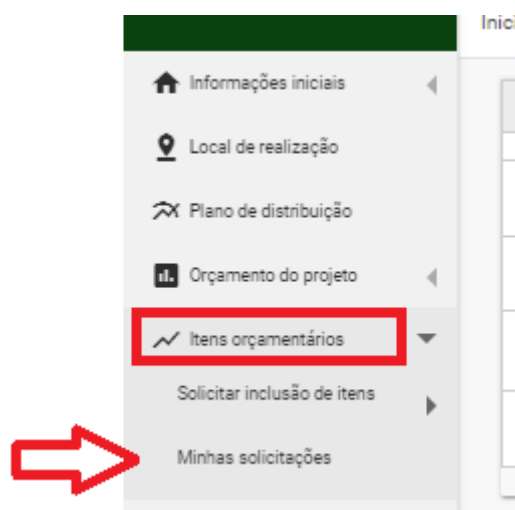 Inici
Informações iniciais
Local de realização
Plano de distribuição
Orçamento do projeto
Itens orçamentários
Solicitar inclusão de itens
Minhas solicitações